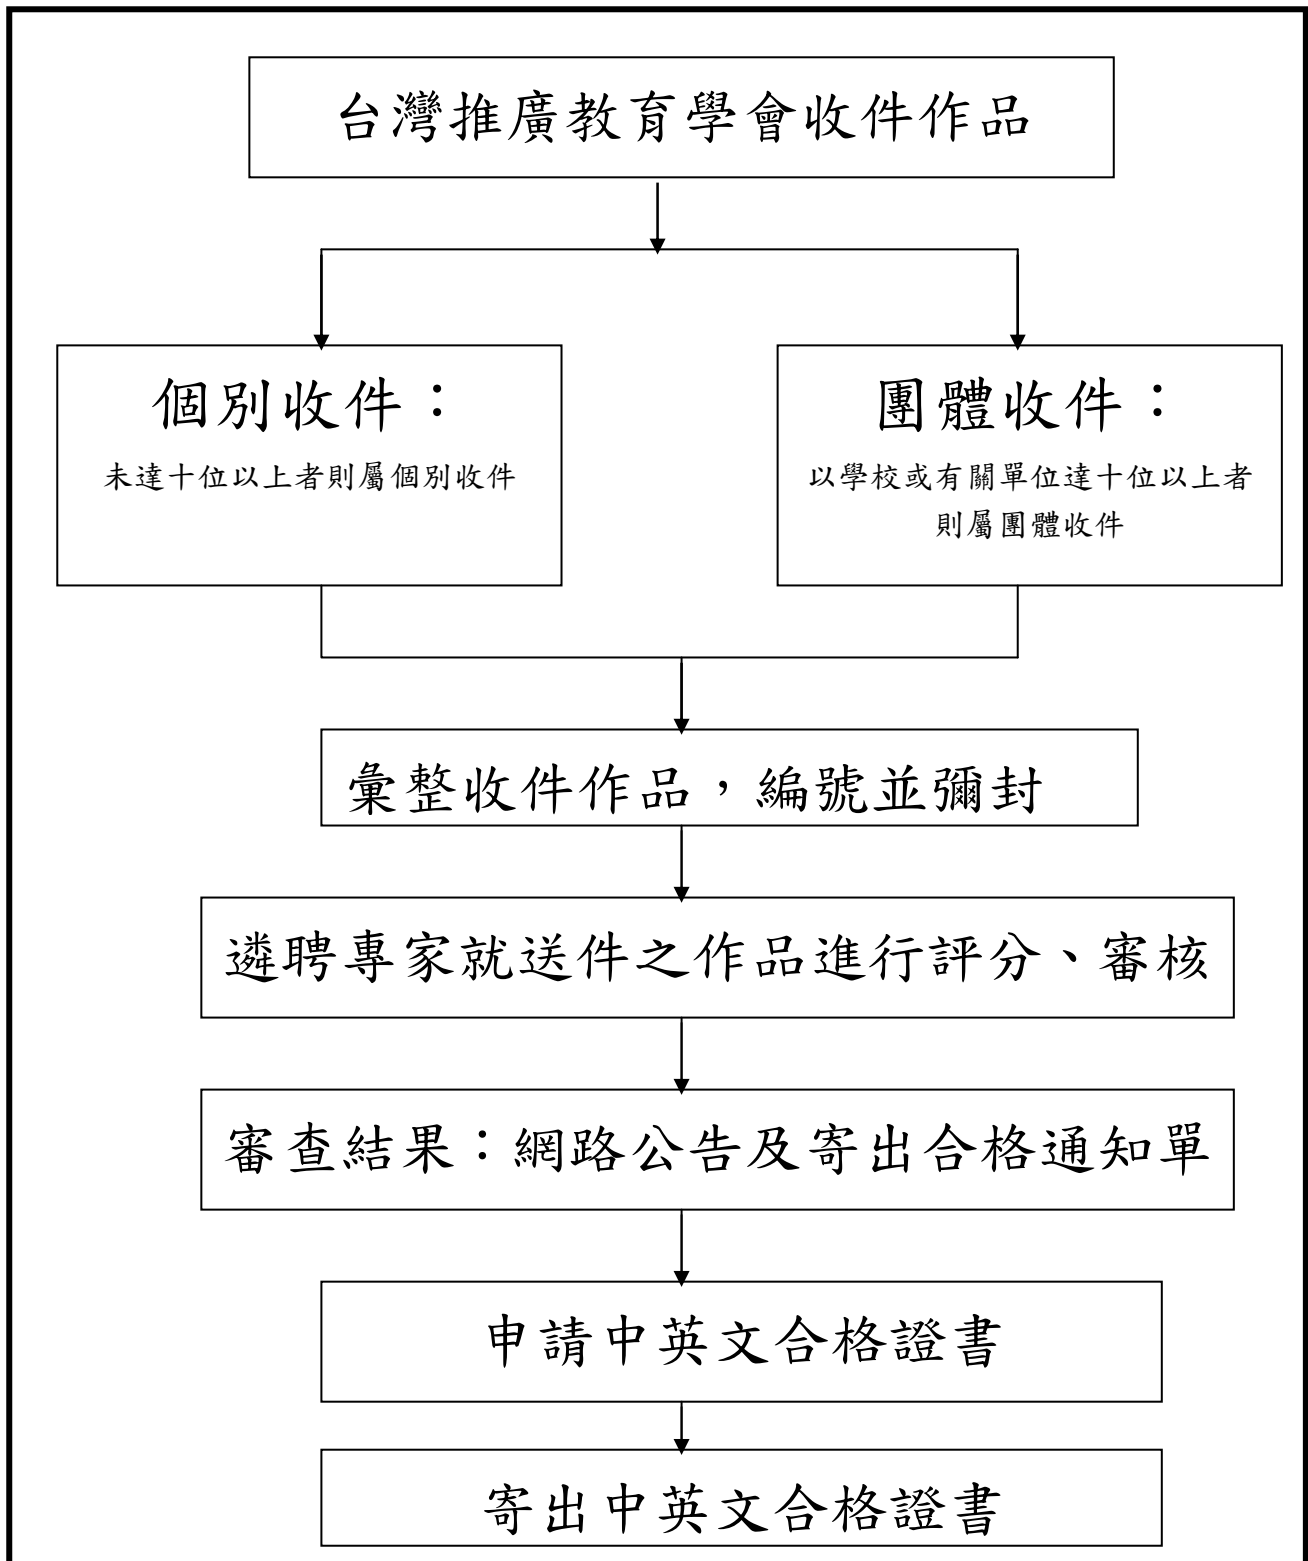 台灣推廣教育學會收件作品
個別收件：
未達十位以上者則屬個別收件
團體收件：
以學校或有關單位達十位以上者
則屬團體收件
彙整收件作品，編號並彌封
遴聘專家就送件之作品進行評分、審核
審查結果：網路公告及寄出合格通知單
申請中英文合格證書
寄出中英文合格證書